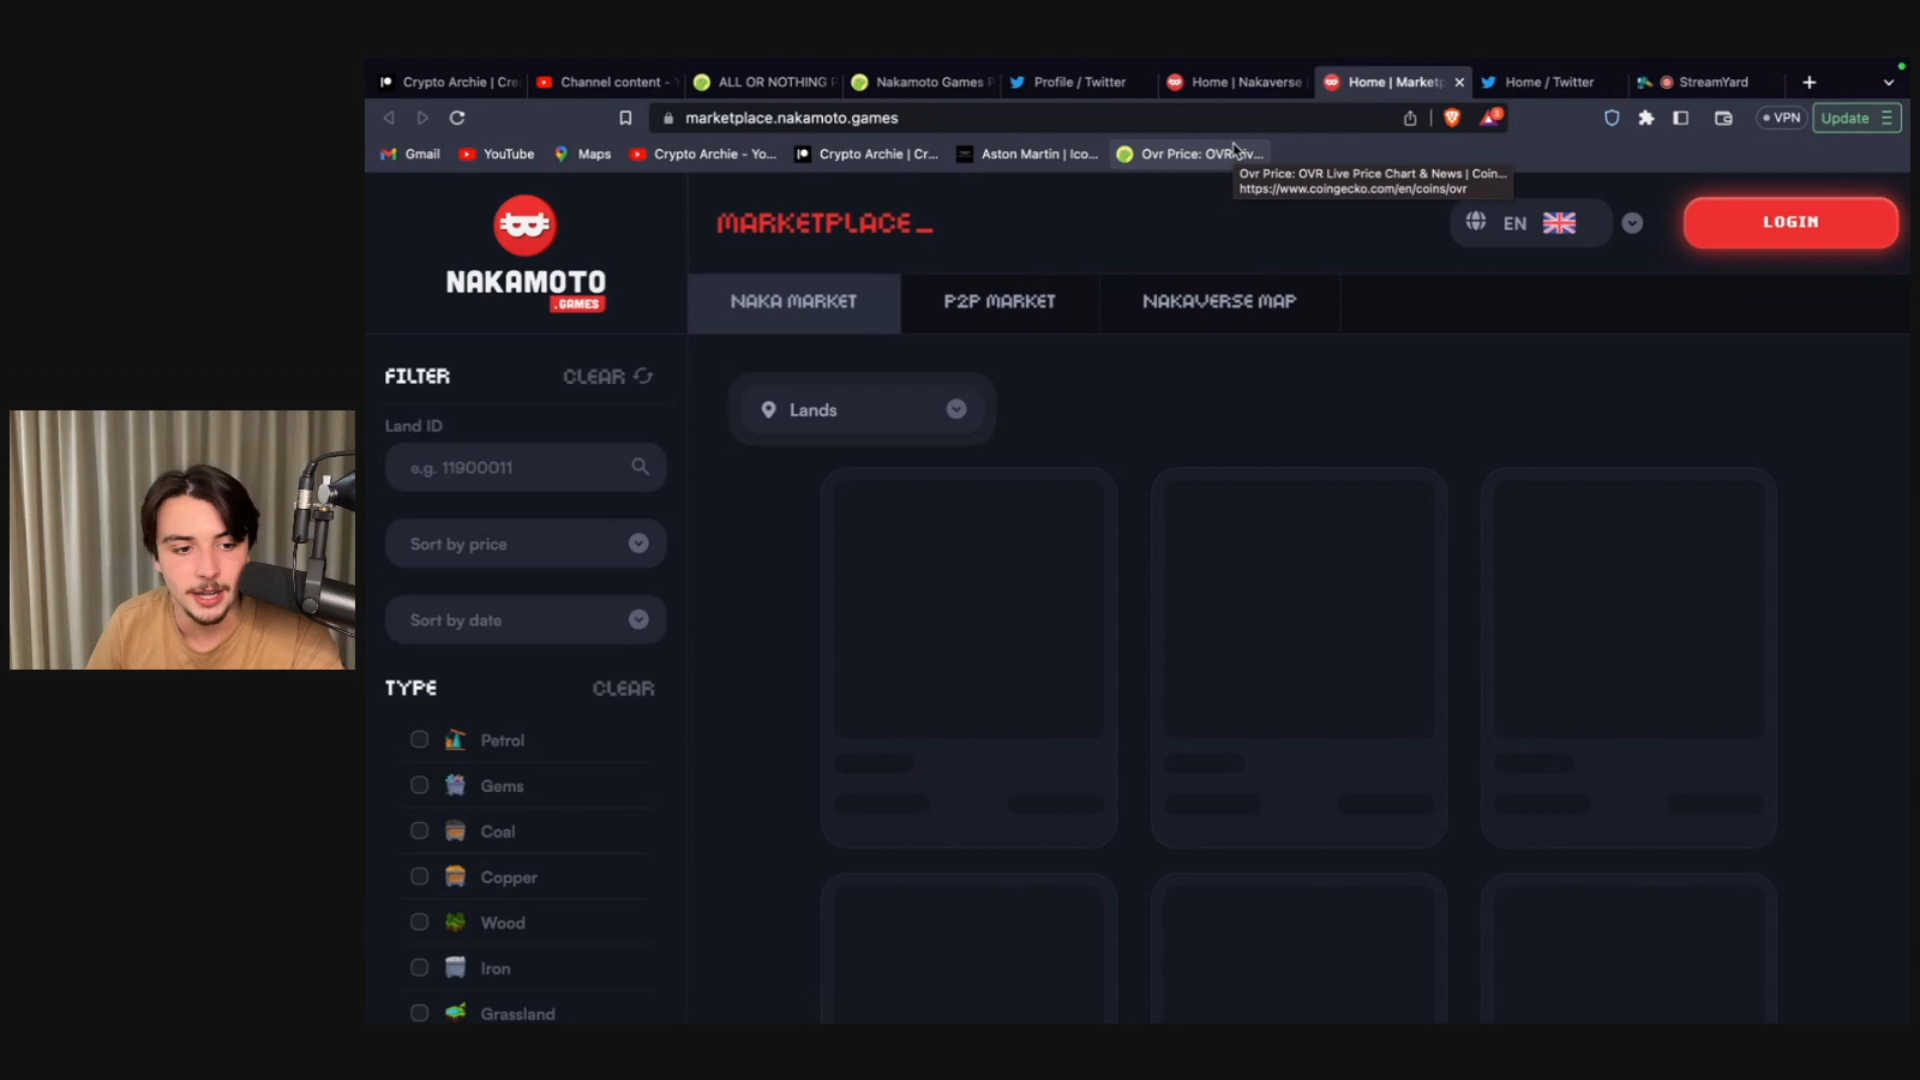 Crypto Archie | Cre
Channel content - Y
ALL OR NOTHING P
Nakamoto Games P
Profile / Twitter
Home | Nakaverse
Home | Marketp
Home / Twitter
StreamYard
marketplace.nakamoto.games
3
VPN
Update
Gmail
YouTube
Maps
Crypto Archie - Yo...
Crypto Archie | Cr...
Aston Martin | Ico...
Ovr Price: OVR Liv...
Ovr Price: OVR Live Price Chart & News | Coin...
https://www.coingecko.com/en/coins/ovr
NAKAMOTO
.GAMES
MARKETPLACE_
EN
LOGIN
NAKA MARKET
P2P MARKET
NAKAVERSE MAP
FILTER
CLEAR
Land ID
e.g. 11900011
Sort by price
Sort by date
TYPE
CLEAR
Petrol
Gems
Coal
Copper
Wood
Iron
Grassland
Lands